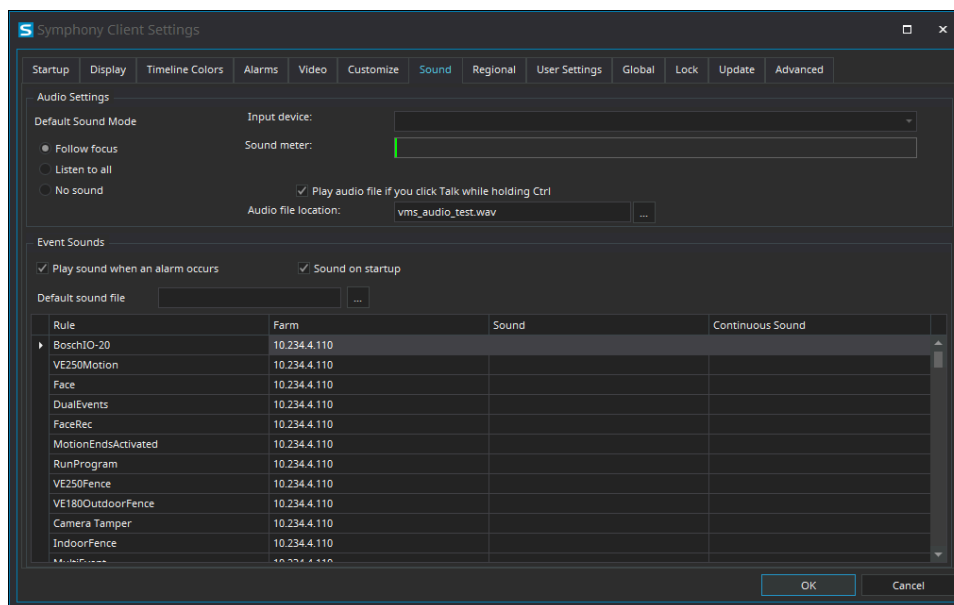 S Symphony Client Settings
Startup Display Timeline Colors Alarms Video Customize Sound Regional User Settings Global Lock Update Advanced
Audio Settings
Default Sound Mode
Input device:
Follow focus
Sound meter:
Listen to all
No sound
Play audio file if you click Talk while holding Ctrl
Audio file location: vms_audio_test.wav ...
Event Sounds
Play sound when an alarm occurs Sound on startup
Default sound file ...
Rule Farm Sound Continuous Sound
BoschIO-20 10.234.4.110
VE250Motion 10.234.4.110
Face 10.234.4.110
DualEvents 10.234.4.110
FaceRec 10.234.4.110
MotionEndsActivated 10.234.4.110
RunProgram 10.234.4.110
VE250Fence 10.234.4.110
VE180OutdoorFence 10.234.4.110
Camera Tamper 10.234.4.110
IndoorFence 10.234.4.110
MultiEvent 10.234.4.110
OK Cancel